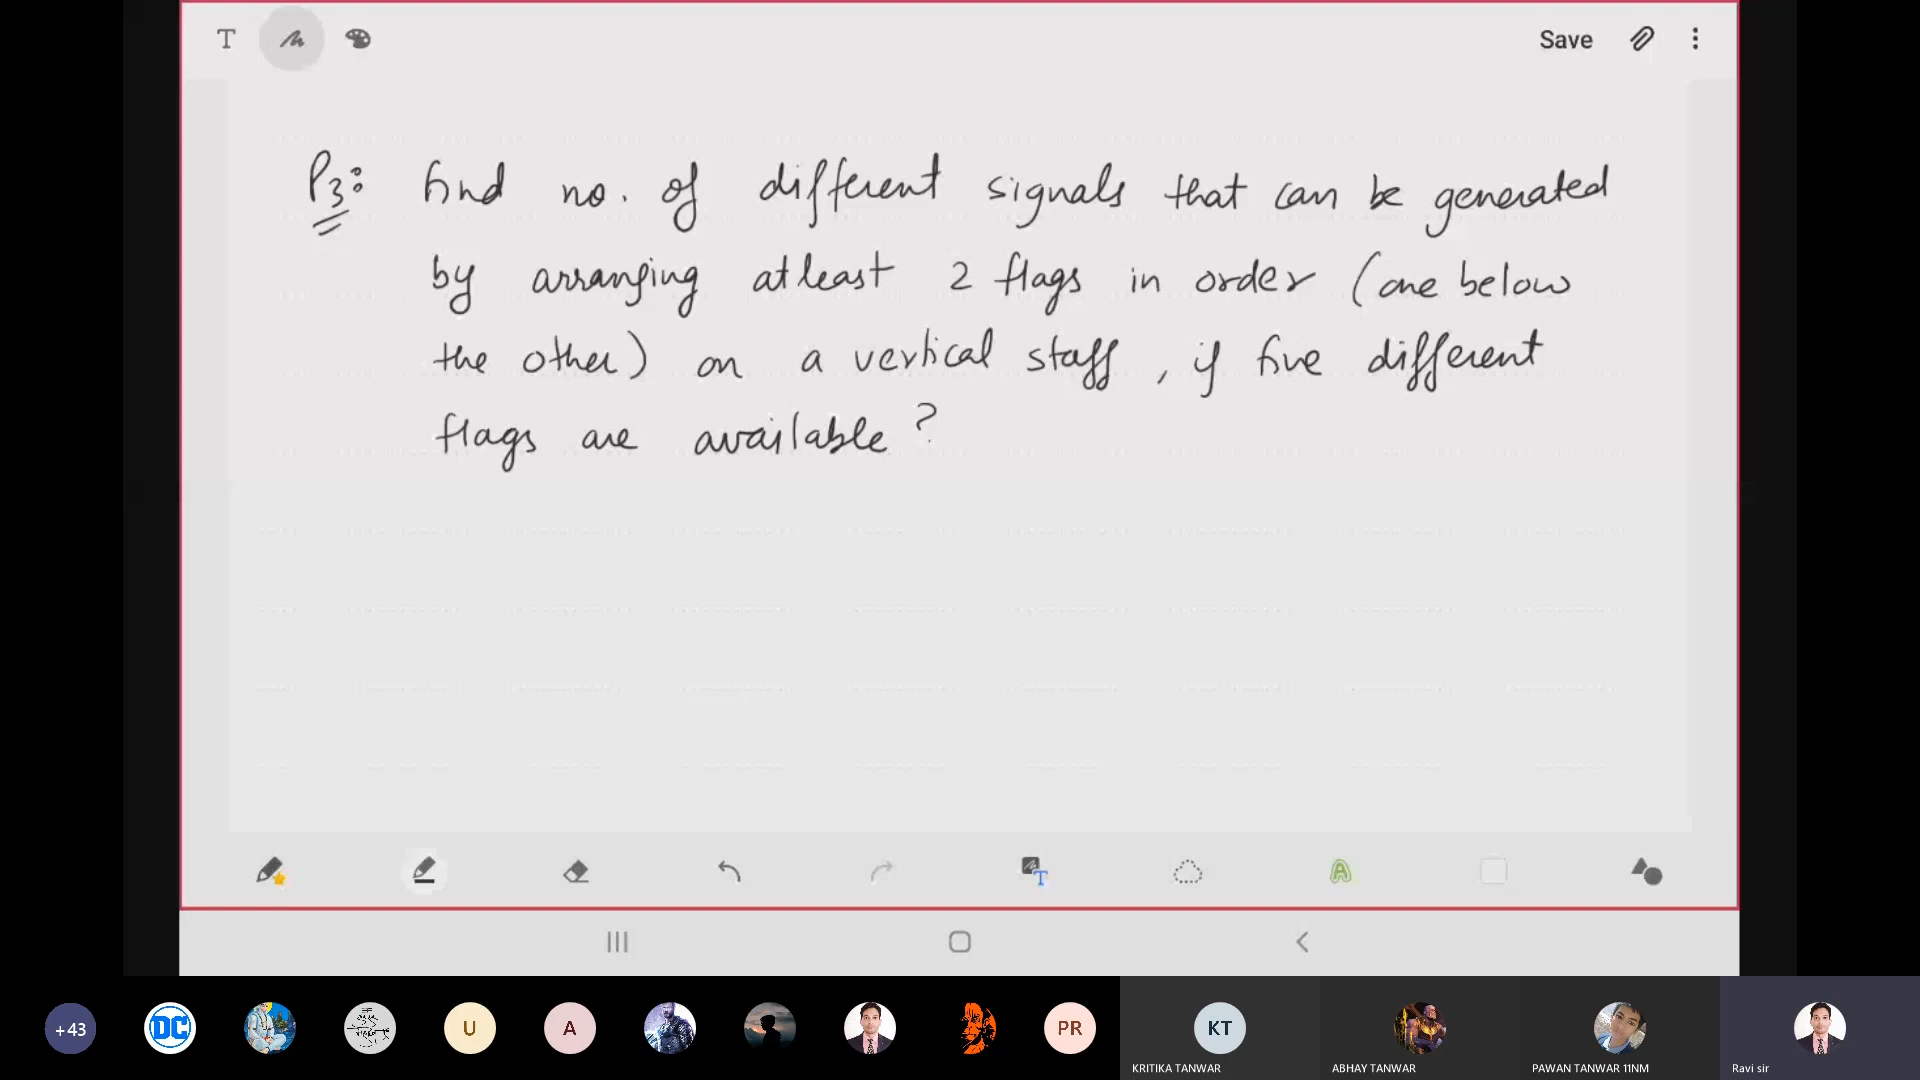 T
Save
P3: find no. of different signals that can be generated
by arranging atleast 2 flags in order (one below
the other) on a vertical staff, if five different
flags are available?
T
A
+43
DC
U
A
PR
KT
KRITIKA TANWAR
ABHAY TANWAR
PAWAN TANWAR 11NM
Ravi sir